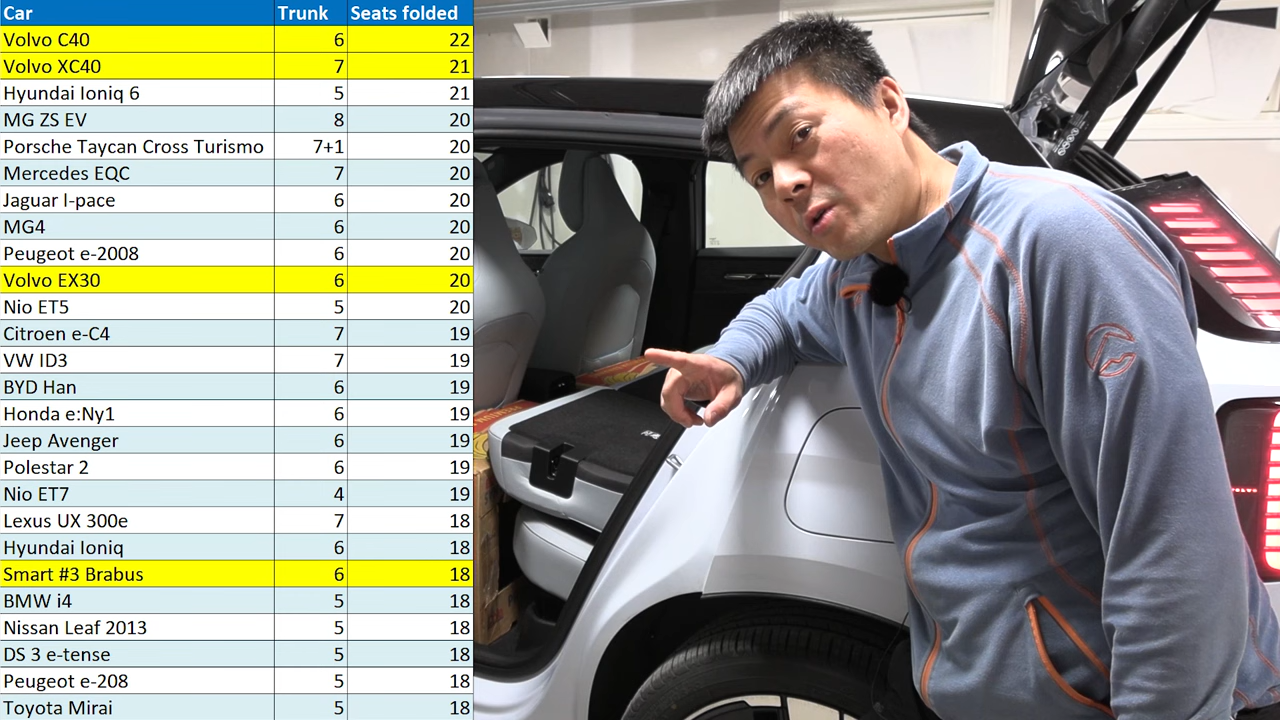 Car Trunk Seats folded
Volvo C40 6 22
Volvo XC40 7 21
Hyundai Ioniq 6 5 21
MG ZS EV 8 20
Porsche Taycan Cross Turismo 7+1 20
Mercedes EQC 7 20
Jaguar I-pace 6 20
MG4 6 20
Peugeot e-2008 6 20
Volvo EX30 6 20
Nio ET5 5 20
Citroen e-C4 7 19
VW ID3 7 19
BYD Han 6 19
Honda e:Ny1 6 19
Jeep Avenger 6 19
Polestar 2 6 19
Nio ET7 4 19
Lexus UX 300e 7 18
Hyundai Ioniq 6 18
Smart #3 Brabus 6 18
BMW i4 5 18
Nissan Leaf 2013 5 18
DS 3 e-tense 5 18
Peugeot e-208 5 18
Toyota Mirai 5 18